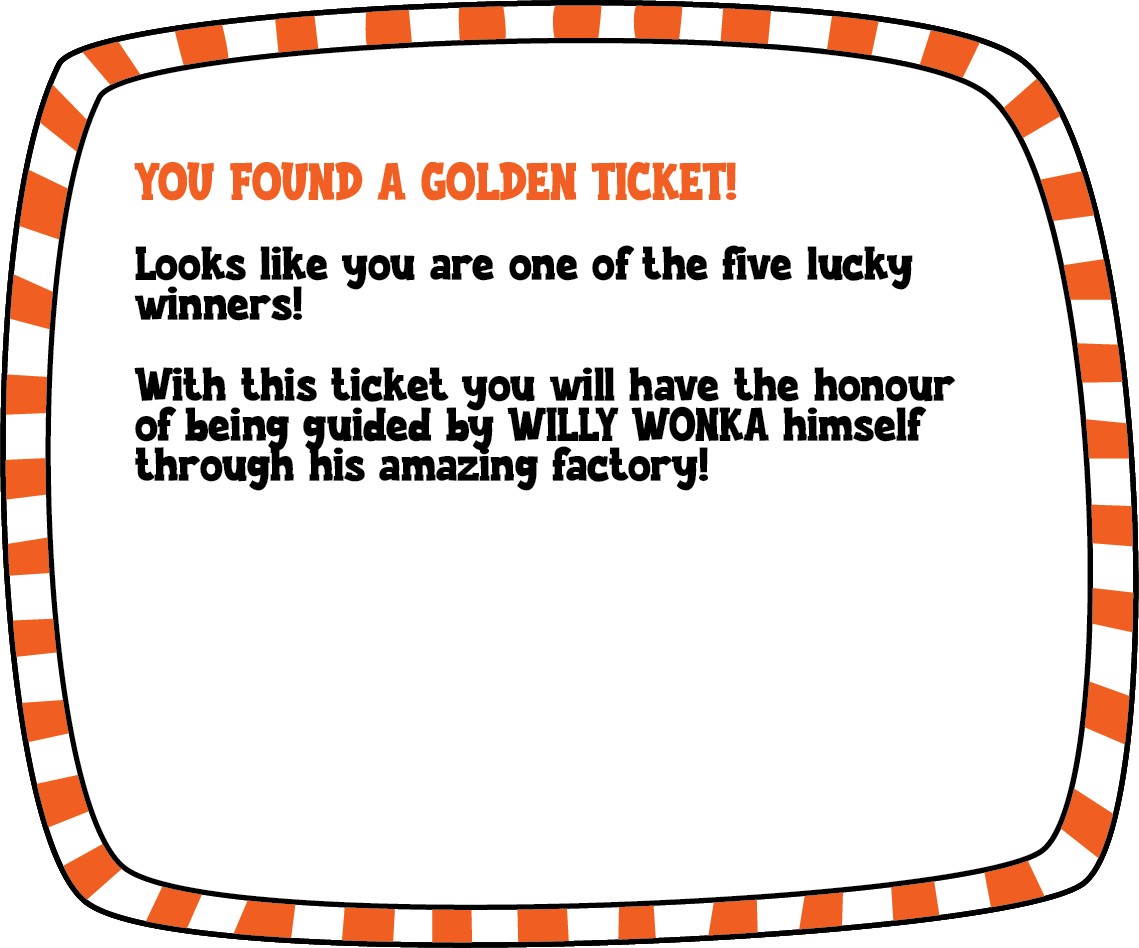 YOU FOUND A GOLDEN TICKET!
Looks like you are one of the five lucky
winners!
With this ticket you will have the honour
of being guided by WILLY WONKA himself
through his amazing factory!